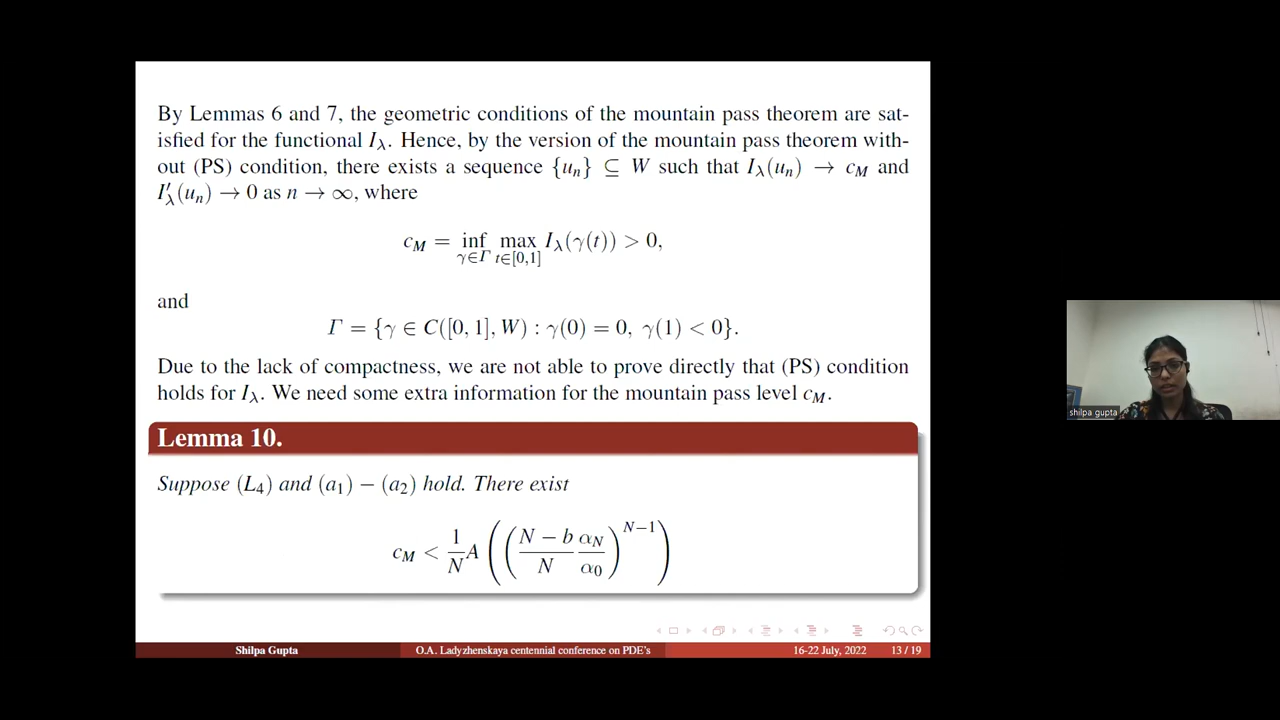 By Lemmas 6 and 7, the geometric conditions of the mountain pass theorem are sat-
isfied for the functional I_λ. Hence, by the version of the mountain pass theorem with-
out (PS) condition, there exists a sequence {u_n} ⊆ W such that I_λ(u_n) → c_M and
I′_λ(u_n) → 0 as n → ∞, where
c_M = inf_{γ∈Γ} max_{t∈[0,1]} I_λ(γ(t)) > 0,
and
Γ = {γ ∈ C([0, 1], W) : γ(0) = 0, γ(1) < 0}.
Due to the lack of compactness, we are not able to prove directly that (PS) condition
holds for I_λ. We need some extra information for the mountain pass level c_M.
Lemma 10.
Suppose (L_4) and (a_1) − (a_2) hold. There exist
c_M < \frac{1}{N} A ( ( \frac{N − b}{N} \frac{α_N}{α_0} )^{N−1} )
Shilpa Gupta O.A. Ladyzhenskaya centennial conference on PDE's 16-22 July, 2022 13 / 19
shilpa gupta